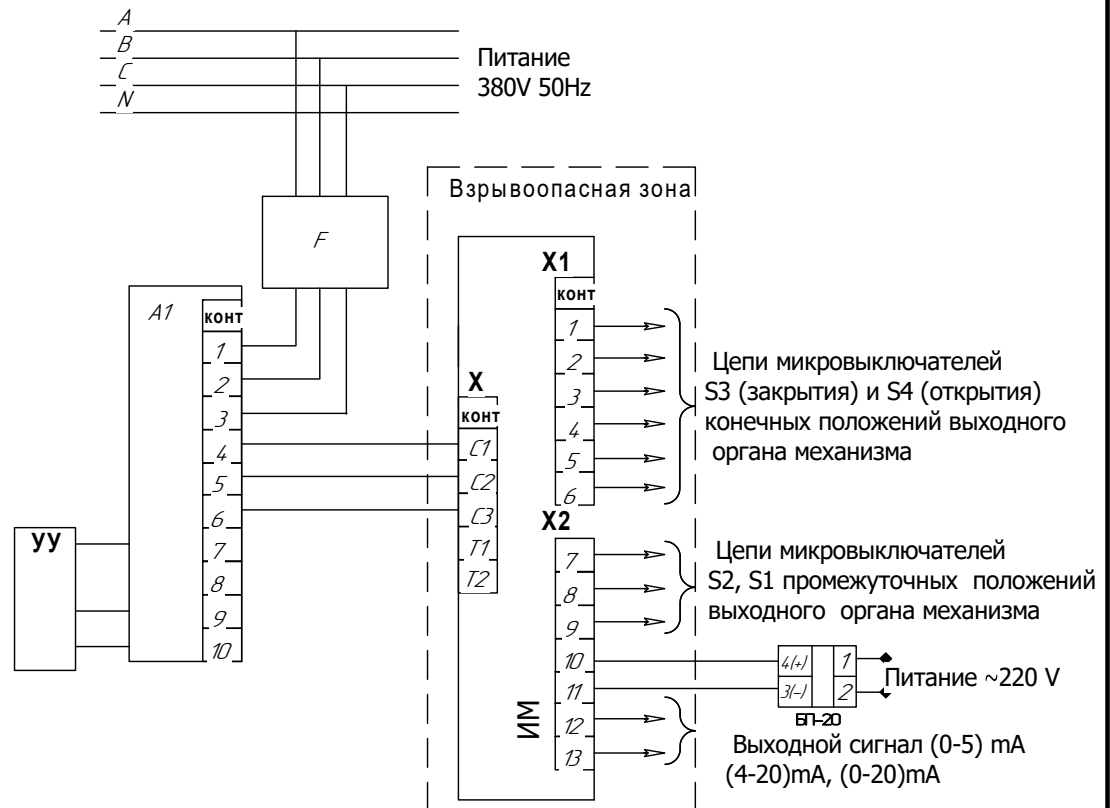 A
B
C
N
Питание
380V 50Hz
Взрывоопасная зона
F
A1
конт
1
2
3
4
5
6
7
8
9
10
УУ
X
конт
C1
C2
C3
T1
T2
X1
конт
1
2
3
4
5
6
Цепи микровыключателей
S3 (закрытия) и S4 (открытия)
конечных положений выходного
органа механизма
X2
7
8
9
10
11
12
13
ИМ
Цепи микровыключателей
S2, S1 промежуточных положений
выходного органа механизма
4(+) 1
3(–) 2
БП–20
Питание ~220 V
Выходной сигнал (0-5) mA
(4-20)mA, (0-20)mA